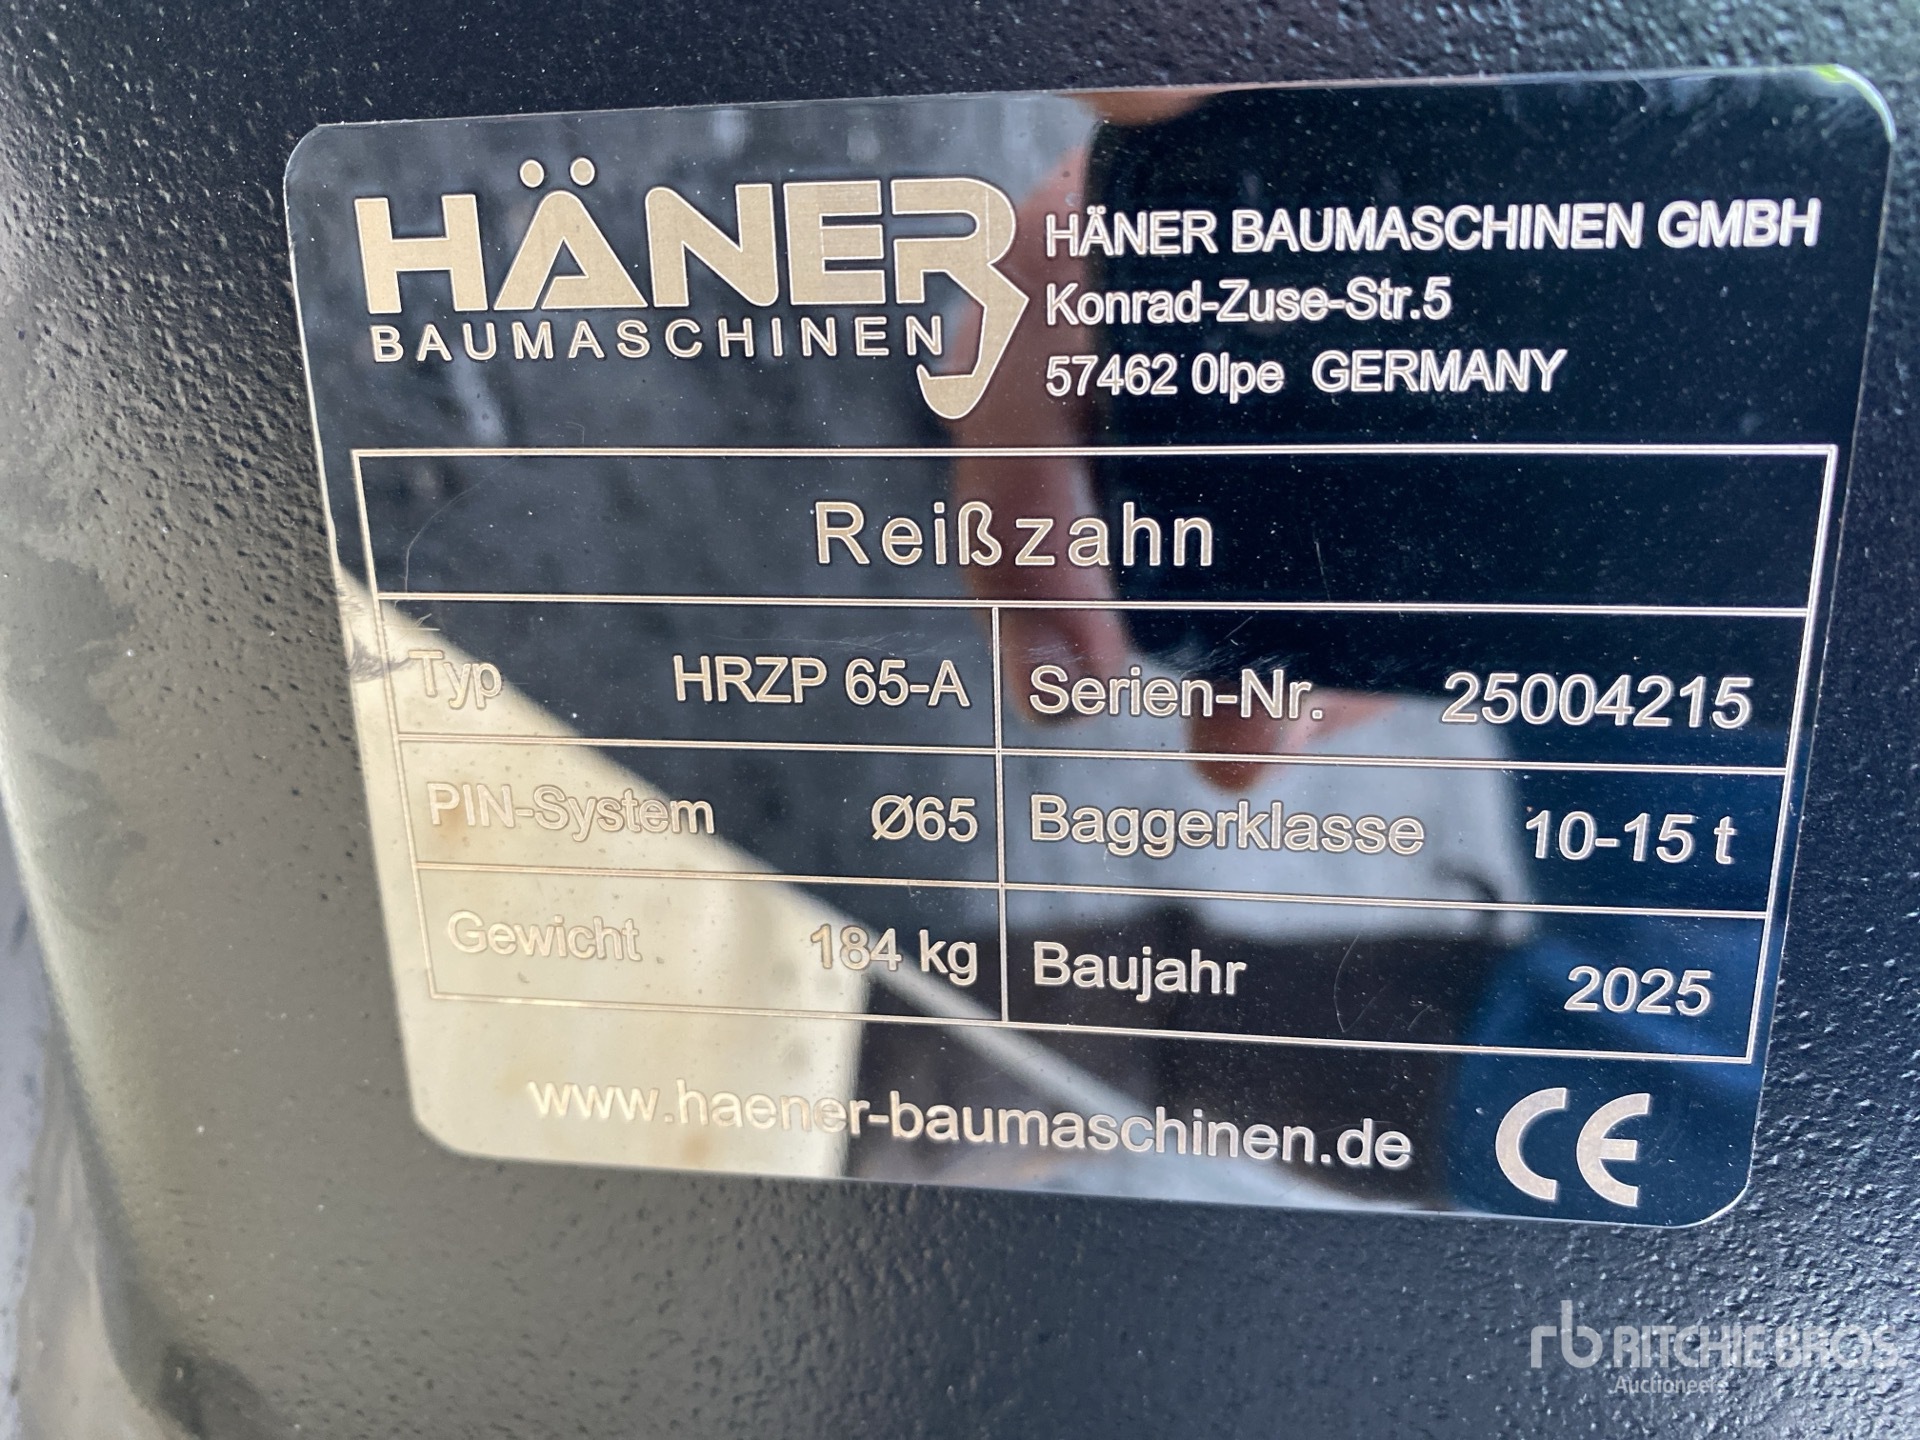 HÄNER
BAUMASCHINEN
HÄNER BAUMASCHINEN GMBH
Konrad-Zuse-Str.5
57462 Olpe GERMANY
Reißzahn
Typ HRZP 65-A Serien-Nr. 25004215
PIN-System Ø65 Baggerklasse 10-15 t
Gewicht 184 kg Baujahr 2025
www.haener-baumaschinen.de CE
rb RITCHIE BROS.
Auctioneers